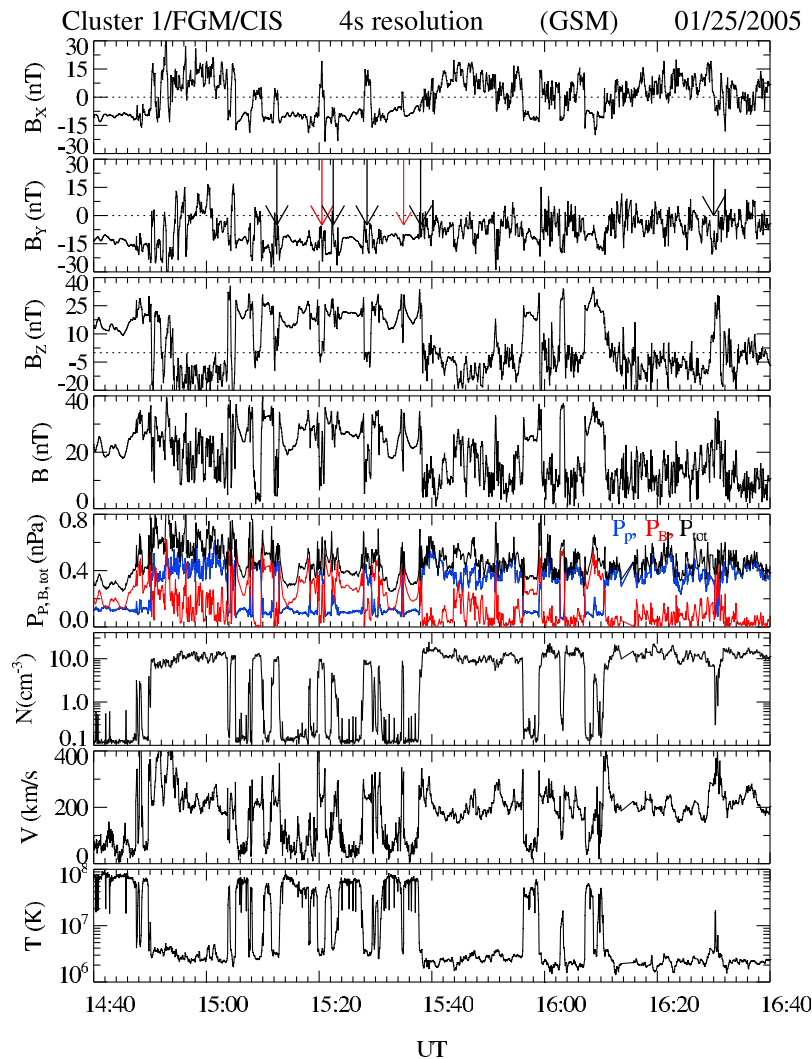 Cluster 1/FGM/CIS 4s resolution (GSM) 01/25/2005
30
15
0
-15
-30
B_X (nT)
30
15
0
-15
-30
B_Y (nT)
40
25
10
-5
-20
B_Z (nT)
40
20
0
B (nT)
0.8
0.4
0.0
P_P,B,tot (nPa)
P_P, P_B, P_tot
10.0
1.0
0.1
N(cm^-3)
400
200
0
V (km/s)
10^8
10^7
10^6
T (K)
14:40 15:00 15:20 15:40 16:00 16:20 16:40
UT